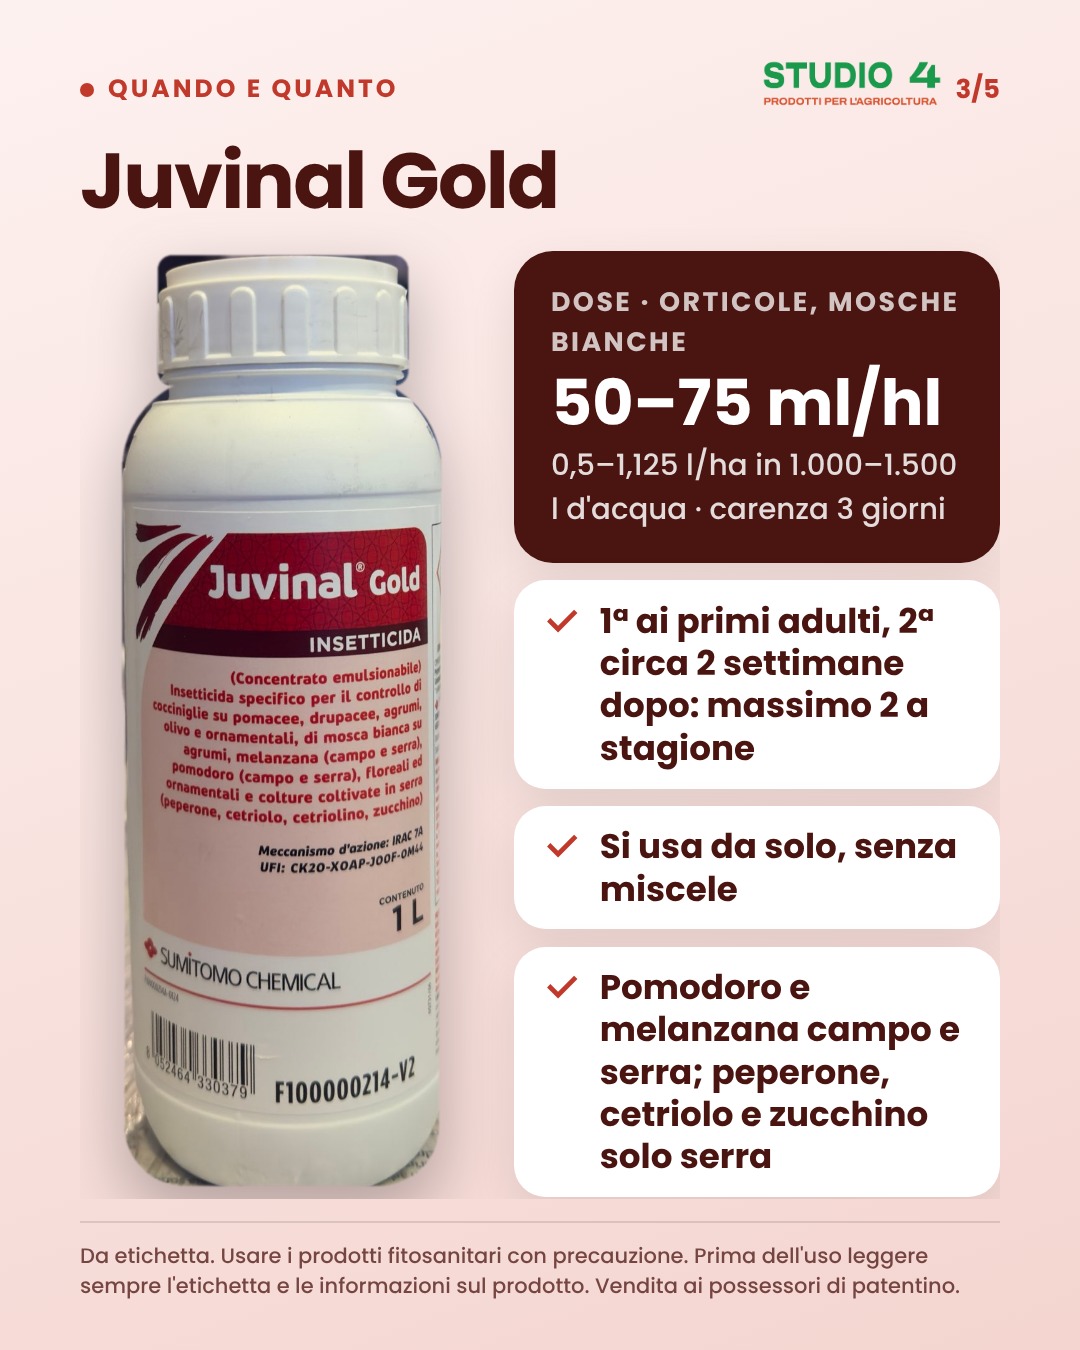 QUANDO E QUANTO
STUDIO 4
PRODOTTI PER L'AGRICOLTURA
3/5
Juvinal Gold
DOSE · ORTICOLE, MOSCHE
BIANCHE
50–75 ml/hl
0,5–1,125 l/ha in 1.000–1.500
l d'acqua · carenza 3 giorni
1ª ai primi adulti, 2ª
circa 2 settimane
dopo: massimo 2 a
stagione
Si usa da solo, senza
miscele
Pomodoro e
melanzana campo e
serra; peperone,
cetriolo e zucchino
solo serra
Juvinal® Gold
INSETTICIDA
(Concentrato emulsionabile)
Insetticida specifico per il controllo di
cocciniglie su pomacee, drupacee, agrumi,
olivo e ornamentali, di mosca bianca su
agrumi, melanzana (campo e serra),
pomodoro (campo e serra), floreali ed
ornamentali e colture coltivate in serra
(peperone, cetriolo, cetriolino, zucchino)
Meccanismo d'azione: IRAC 7A
UFI: CK20-X0AP-J00F-0M44
CONTENUTO
1 L
SUMITOMO CHEMICAL
8 052464 330379
F100000214-V2
Da etichetta. Usare i prodotti fitosanitari con precauzione. Prima dell'uso leggere
sempre l'etichetta e le informazioni sul prodotto. Vendita ai possessori di patentino.